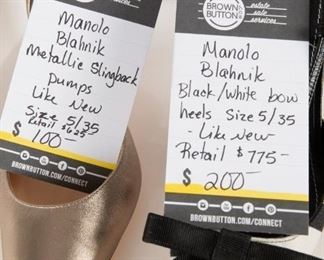 Manolo
Blahnik
Metallic Slingback
Pumps
Like New
Size 5/35
Retail $625
$ 100-
BROWNBUTTON.COM/CONNECT
BROWN
BUTTON
estate
sale
services
Manolo
Blahnik
Black/White bow
heels Size 5/35
- Like New
Retail $775-
$ 200-
BROWNBUTTON.COM/CONNECT